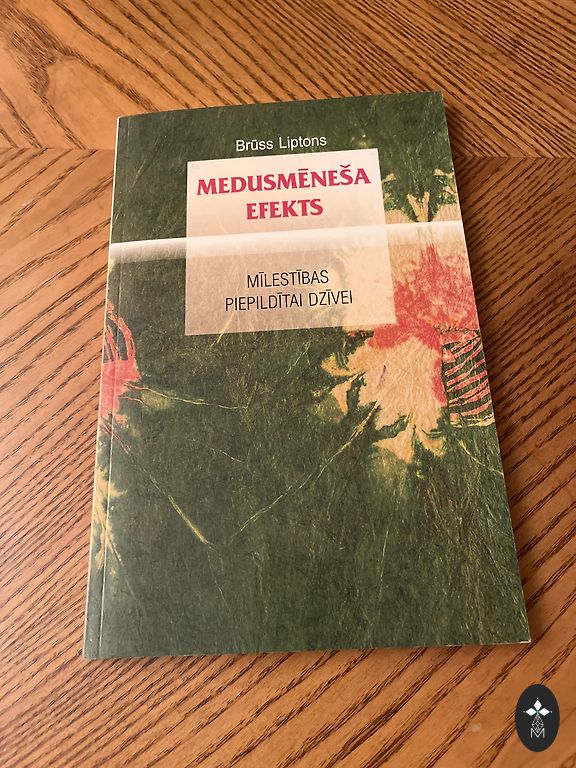 Brūss Liptons
MEDUSMĒNEŠA
EFEKTS
MĪLESTĪBAS
PIEPILDĪTAI DZĪVEI
M